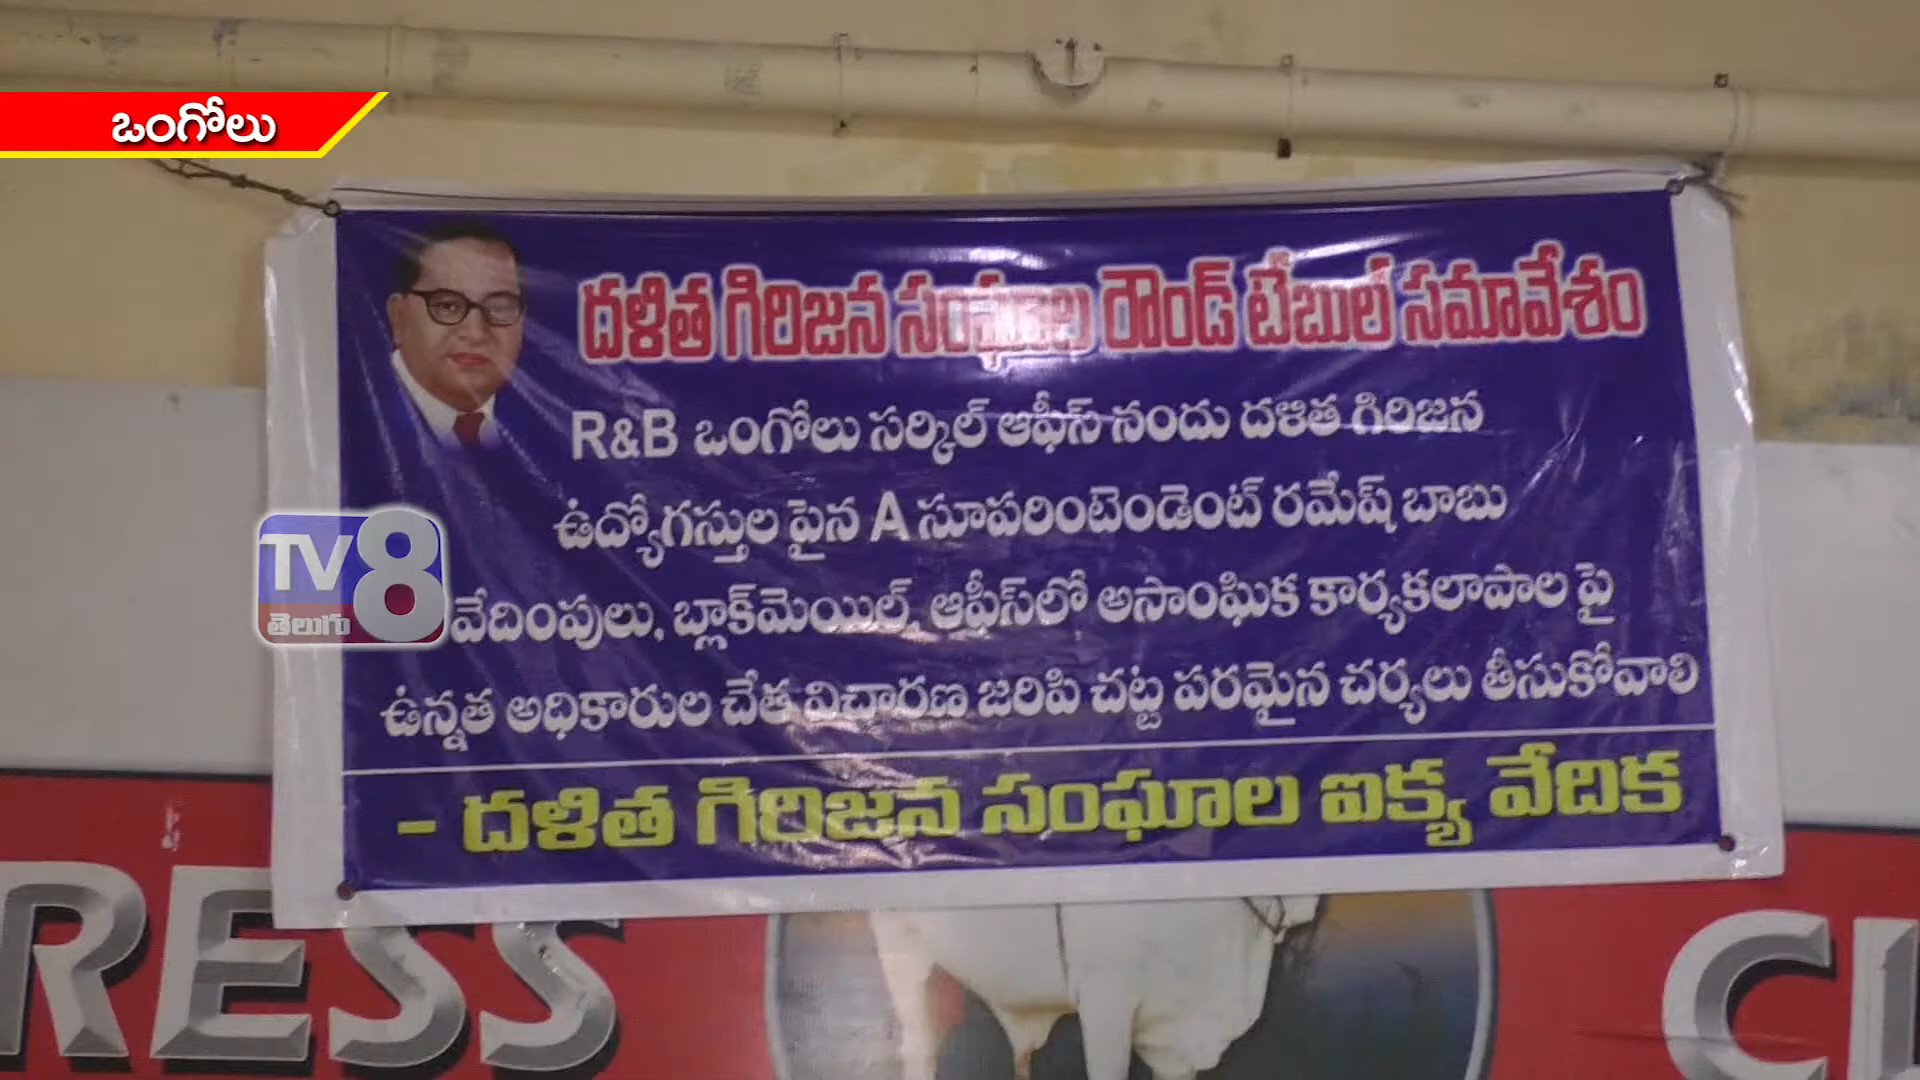 ఒంగోలు
దళిత గిరిజన సంఘాల రౌండ్ టేబుల్ సమావేశం
R&B ఒంగోలు సర్కిల్ ఆఫీస్ నందు దళిత గిరిజన
ఉద్యోగస్తుల పైన A సూపరింటెండెంట్ రమేష్ బాబు
వేదింపులు, బ్లాక్‌మెయిల్, ఆఫీస్‌లో అసాంఘిక కార్యకలాపాల ఫై
ఉన్నత అధికారుల చేత విచారణ జరిపి చట్ట పరమైన చర్యలు తీసుకోవాలి
- దళిత గిరిజన సంఘాల ఐక్య వేదిక
TV8
తెలుగు
RESS